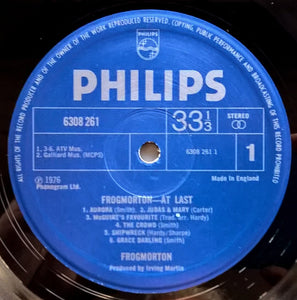 ALL RIGHTS OF THE RECORD PRODUCER AND OF THE OWNER OF THE WORK REPRODUCED RESERVED. COPYING, PUBLIC PERFORMANCE AND BROADCASTING OF THIS RECORD PROHIBITED
PHILIPS
PHILIPS
6308 261
33 1/3
STEREO
1. 3-6. ATV Mus.
2. Galliard Mus. (MCPS)
6308 261 1
1
℗ 1976
Phonogram Ltd.
Made in England
FROGMORTON—AT LAST
1. AURORA (Smith) 2. JUDAS & MARY (Carter)
3. McGUIRE'S FAVOURITE (Trad. arr. Hardy)
4. THE CROWD (Smith)
5. SHIPWRECK (Hardy/Sharpe)
6. GRACE DARLING (Smith)
FROGMORTON
Produced by Irving Martin